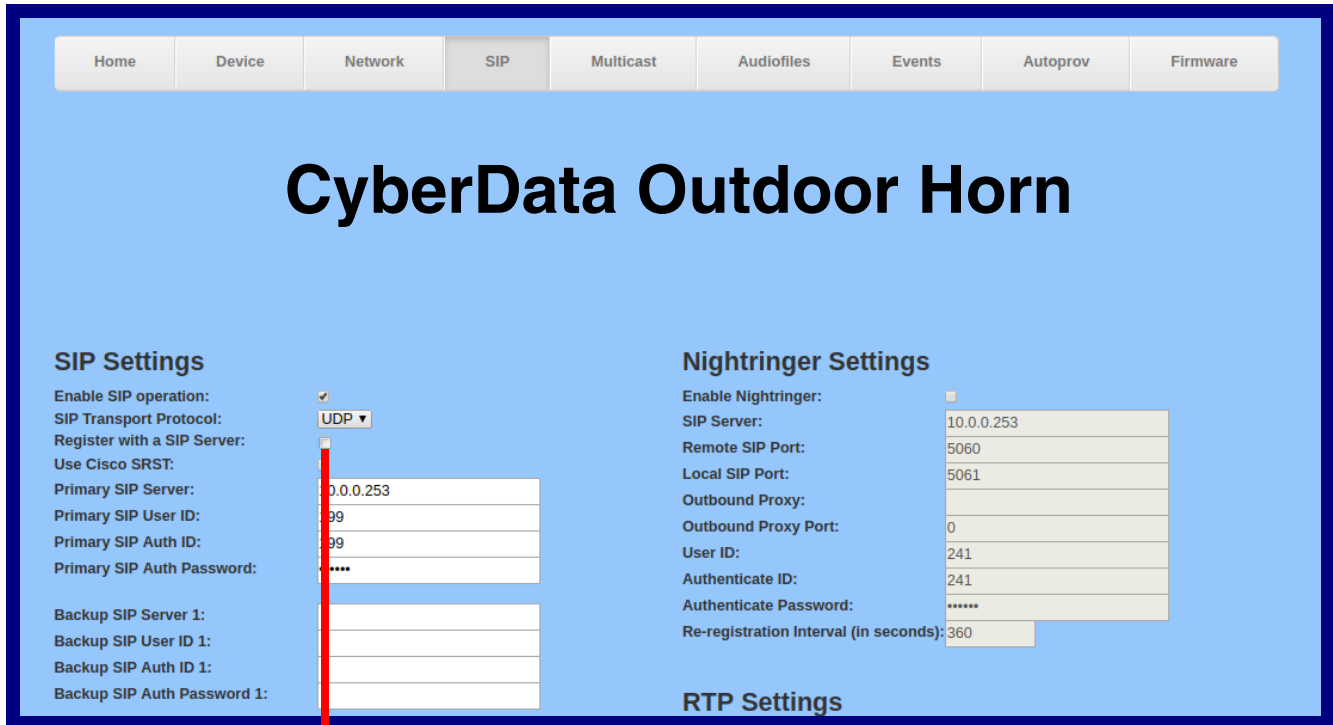 Home Device Network SIP Multicast Audiofiles Events Autoprov Firmware
CyberData Outdoor Horn
SIP Settings
Enable SIP operation:
SIP Transport Protocol: UDP
Register with a SIP Server:
Use Cisco SRST:
Primary SIP Server: 10.0.0.253
Primary SIP User ID:
Primary SIP Auth ID:
Primary SIP Auth Password:
Backup SIP Server 1:
Backup SIP User ID 1:
Backup SIP Auth ID 1:
Backup SIP Auth Password 1:
Nightringer Settings
Enable Nightringer:
SIP Server: 10.0.0.253
Remote SIP Port: 5060
Local SIP Port: 5061
Outbound Proxy:
Outbound Proxy Port: 0
User ID: 241
Authenticate ID: 241
Authenticate Password: ••••••
Re-registration Interval (in seconds): 360
RTP Settings